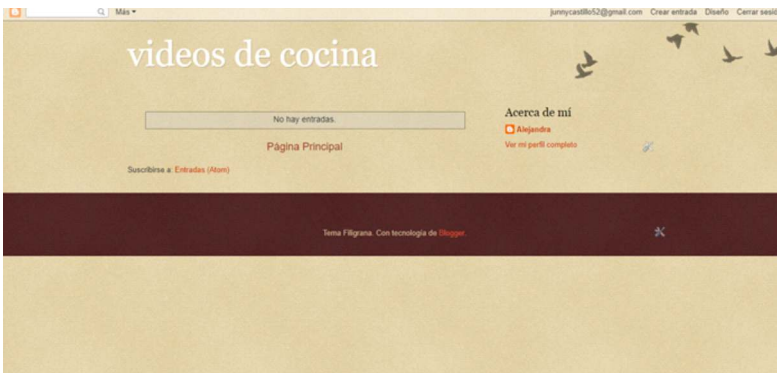 Más junnycastillo52@gmail.com Crear entrada Diseño Cerrar sesió
videos de cocina
No hay entradas.
Página Principal
Suscribirse a: Entradas (Atom)
Acerca de mí
Alejandra
Ver mi perfil completo
Tema Filigrana. Con tecnología de Blogger.